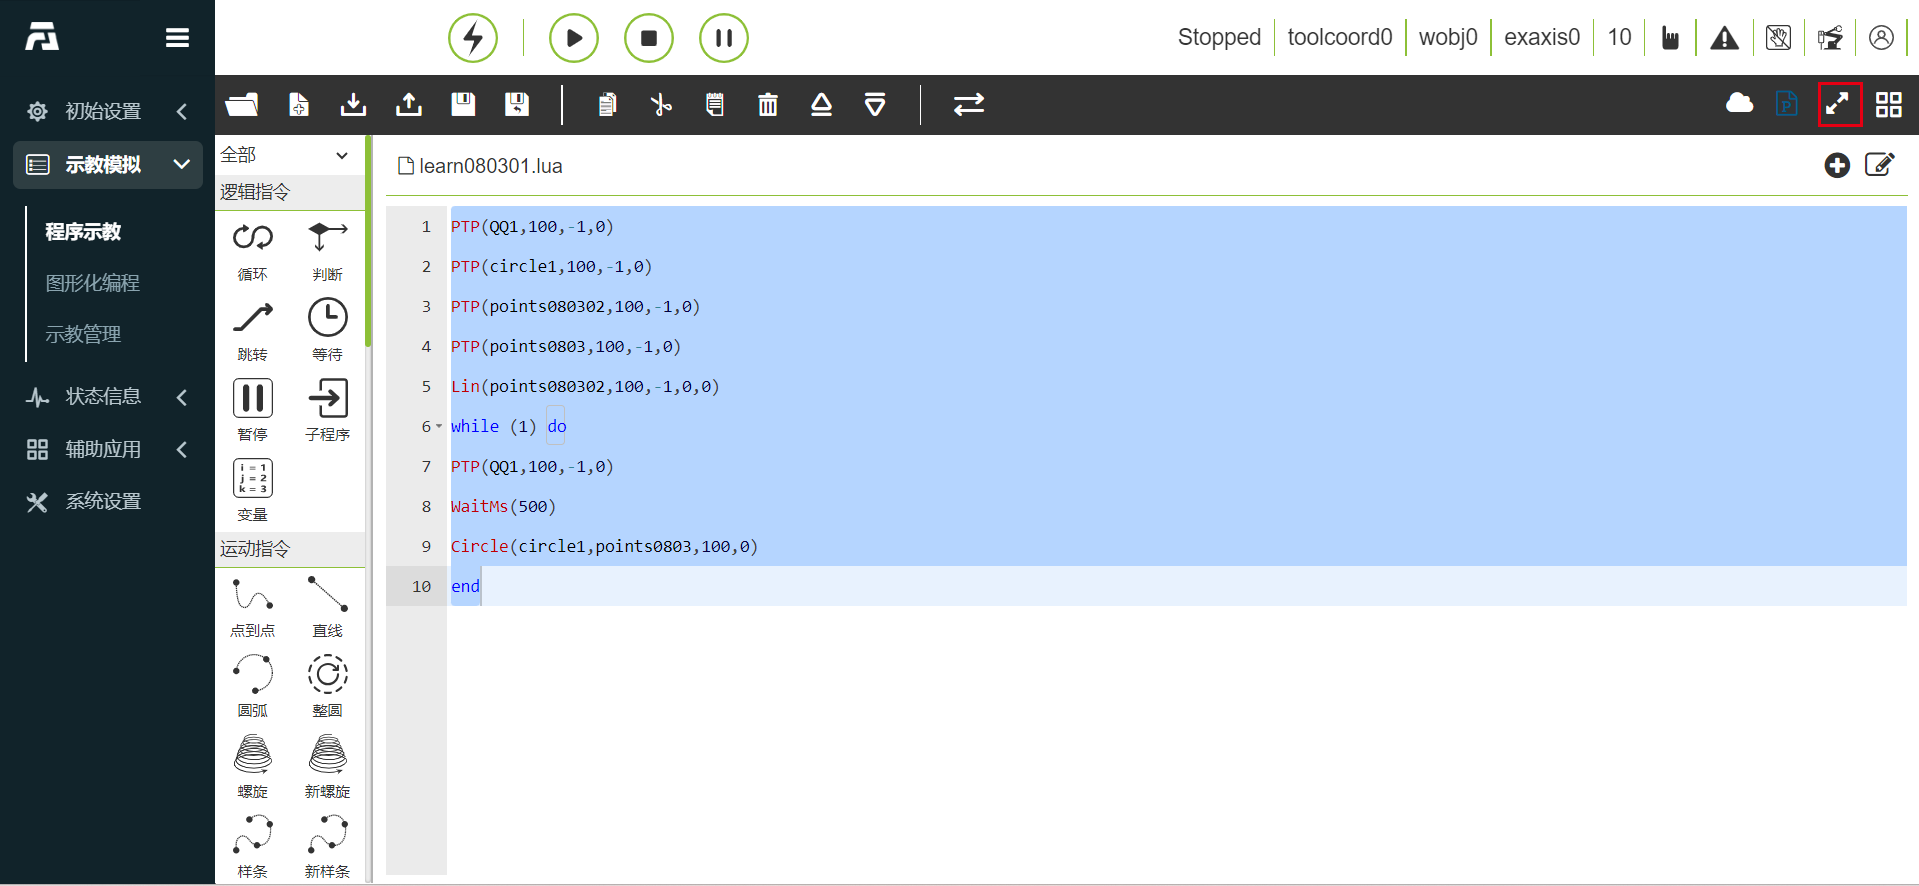 Stopped toolcoord0 wobj0 exaxis0 10
初始设置
示教模拟
程序示教
图形化编程
示教管理
状态信息
辅助应用
系统设置
全部
逻辑指令
循环 判断
跳转 等待
暂停 子程序
i = 1
j = 2
k = 3
变量
运动指令
点到点 直线
圆弧 整圆
螺旋 新螺旋
样条 新样条
P
learn080301.lua
1 PTP(QQ1,100,-1,0)
2 PTP(circle1,100,-1,0)
3 PTP(points080302,100,-1,0)
4 PTP(points0803,100,-1,0)
5 Lin(points080302,100,-1,0,0)
6 while (1) do
7 PTP(QQ1,100,-1,0)
8 WaitMs(500)
9 Circle(circle1,points0803,100,0)
10 end